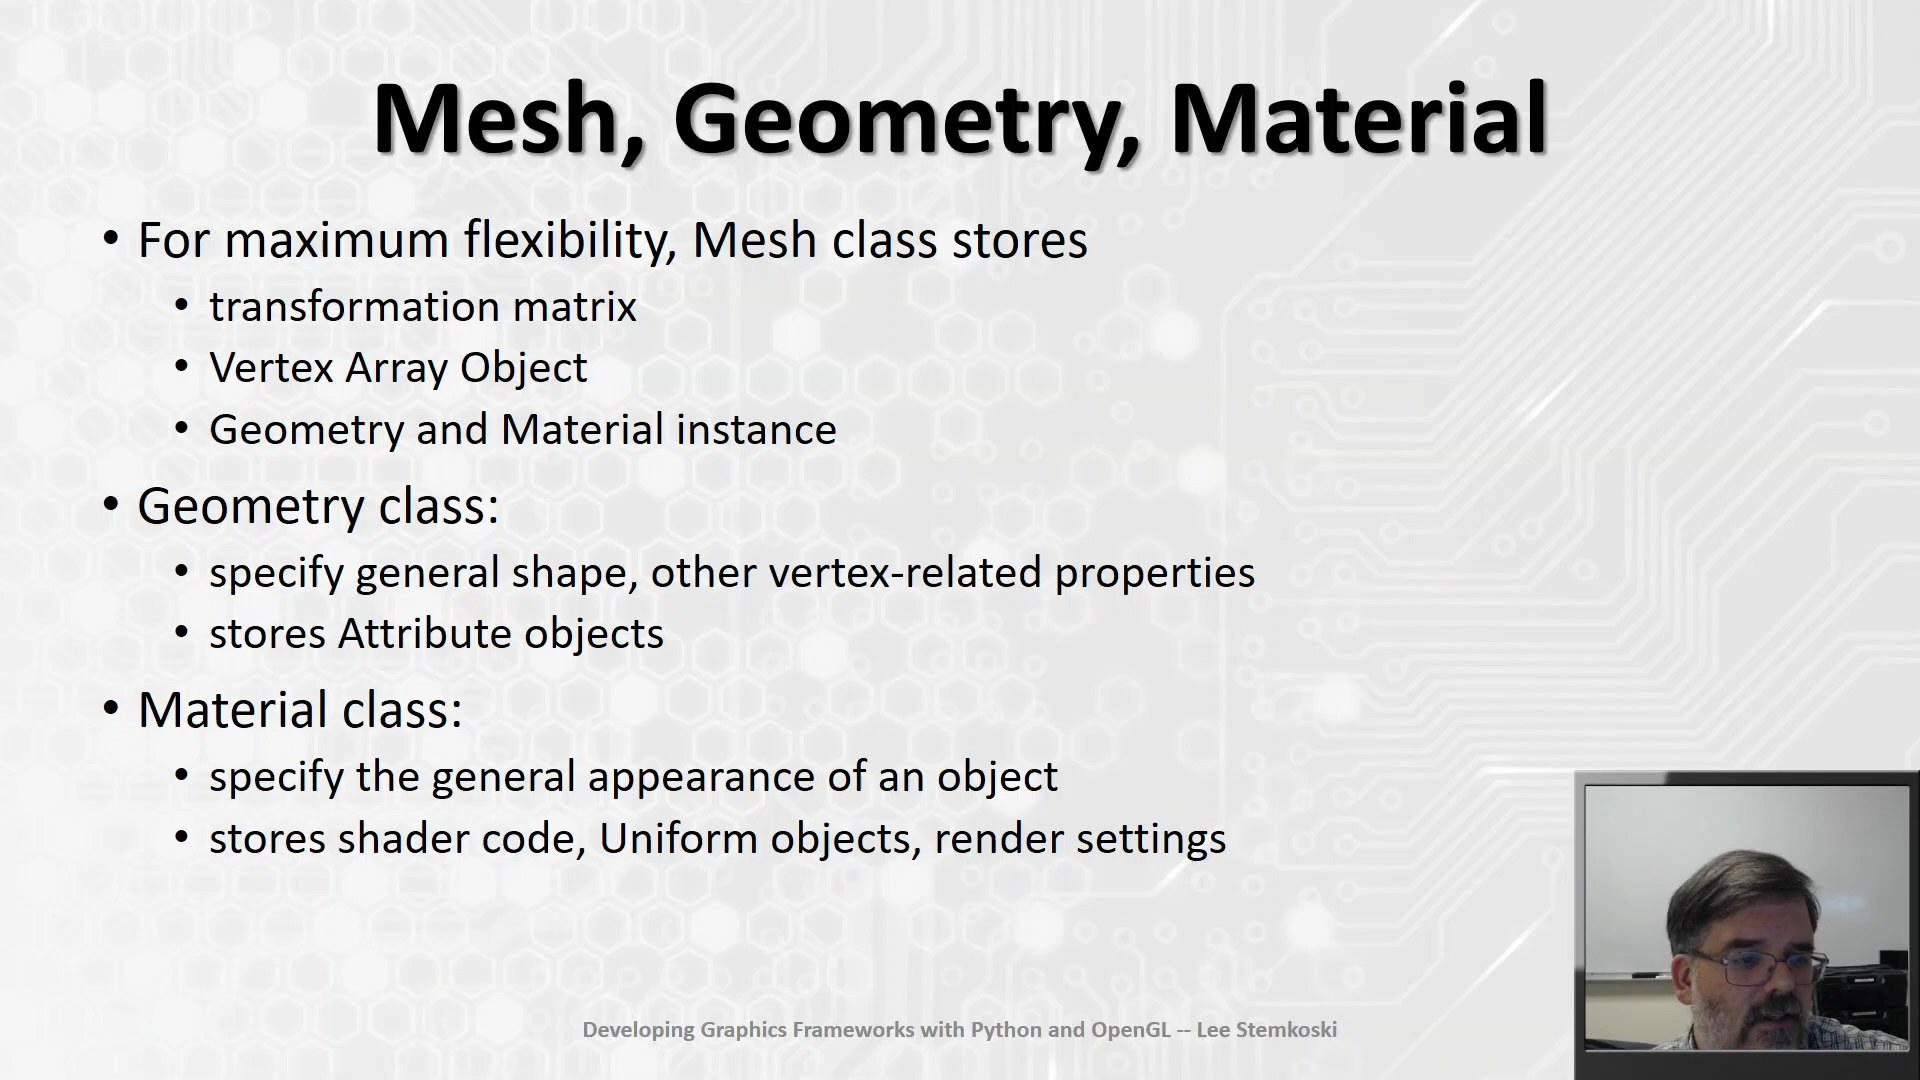 Mesh, Geometry, Material
• For maximum flexibility, Mesh class stores
• transformation matrix
• Vertex Array Object
• Geometry and Material instance
• Geometry class:
• specify general shape, other vertex-related properties
• stores Attribute objects
• Material class:
• specify the general appearance of an object
• stores shader code, Uniform objects, render settings
Developing Graphics Frameworks with Python and OpenGL -- Lee Stemkoski